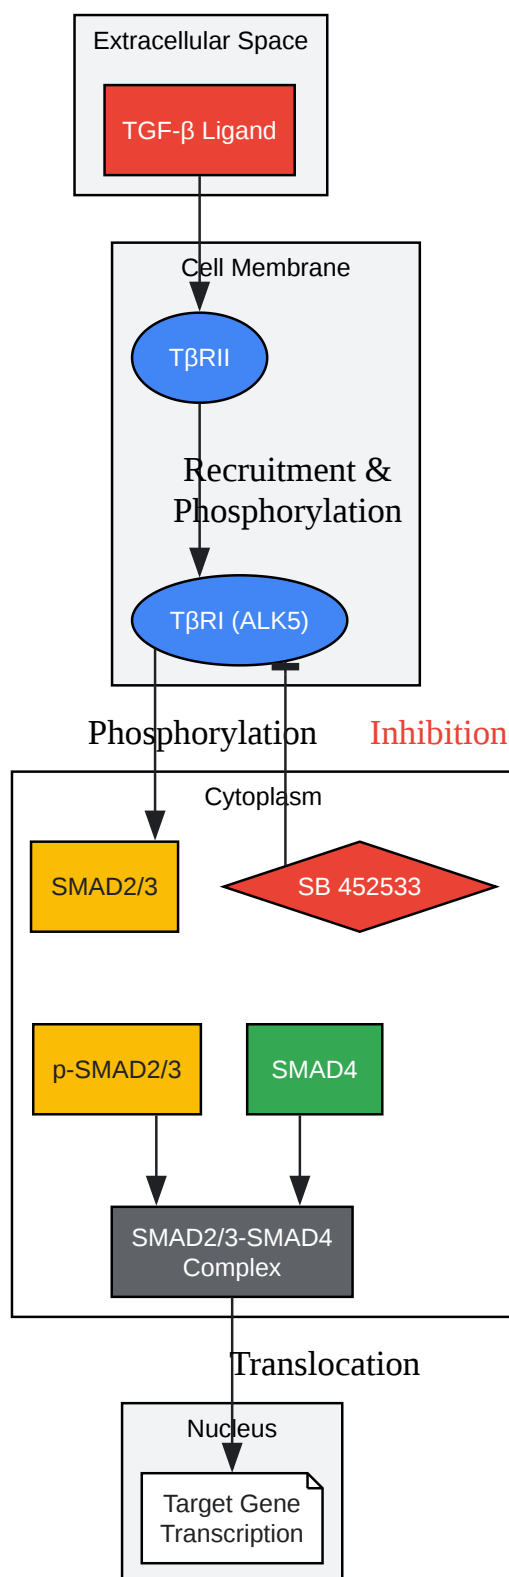 Extracellular Space
TGF-β Ligand
Cell Membrane
TβRII
Recruitment &
Phosphorylation
TβRI (ALK5)
Phosphorylation
Inhibition
Cytoplasm
SMAD2/3
SB 452533
p-SMAD2/3
SMAD4
SMAD2/3-SMAD4
Complex
Translocation
Nucleus
Target Gene
Transcription